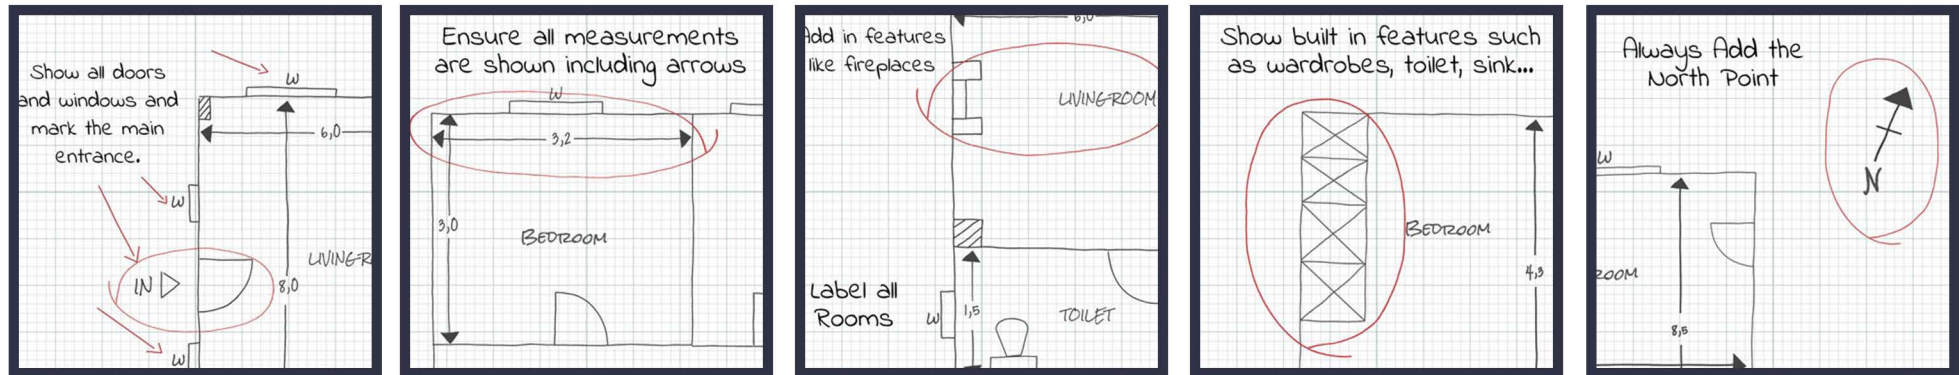 Show all doors
and windows and
mark the main
entrance.
W
6,0
W
LIVING-R
IN
8,0
W
Ensure all measurements
are shown including arrows
W
3,2
3,0
BEDROOM
6,0
Add in features
like fireplaces
LIVINGROOM
Label all
Rooms
W
1,5
TOILET
Show built in features such
as wardrobes, toilet, sink...
BEDROOM
4,3
Always Add the
North Point
N
W
ROOM
8,5